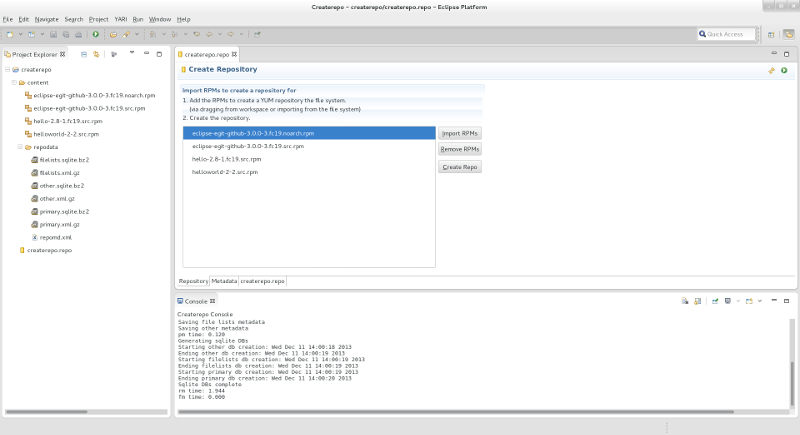 Createrepo - createrepo/createrepo.repo - Eclipse Platform
File Edit Navigate Search Project YARI Run Window Help
Quick Access
Project Explorer
createrepo
content
eclipse-egit-github-3.0.0-3.fc19.noarch.rpm
eclipse-egit-github-3.0.0-3.fc19.src.rpm
hello-2.8-1.fc19.src.rpm
helloworld-2-2.src.rpm
repodata
filelists.sqlite.bz2
filelists.xml.gz
other.sqlite.bz2
other.xml.gz
primary.sqlite.bz2
primary.xml.gz
repomd.xml
createrepo.repo
createrepo.repo
Create Repository
Import RPMs to create a repository for
1. Add the RPMs to create a YUM repository the file system.
(via dragging from workspace or importing from the file system)
2. Create the repository.
eclipse-egit-github-3.0.0-3.fc19.noarch.rpm
eclipse-egit-github-3.0.0-3.fc19.src.rpm
hello-2.8-1.fc19.src.rpm
helloworld-2-2.src.rpm
Import RPMs
Remove RPMs
Create Repo
Repository Metadata createrepo.repo
Console
Createrepo Console
Saving file lists metadata
Saving other metadata
pm time: 0.120
Generating sqlite DBs
Starting other db creation: Wed Dec 11 14:00:18 2013
Ending other db creation: Wed Dec 11 14:00:19 2013
Starting filelists db creation: Wed Dec 11 14:00:19 2013
Ending filelists db creation: Wed Dec 11 14:00:19 2013
Starting primary db creation: Wed Dec 11 14:00:19 2013
Ending primary db creation: Wed Dec 11 14:00:20 2013
Sqlite DBs complete
rm time: 1.944
fm time: 0.000